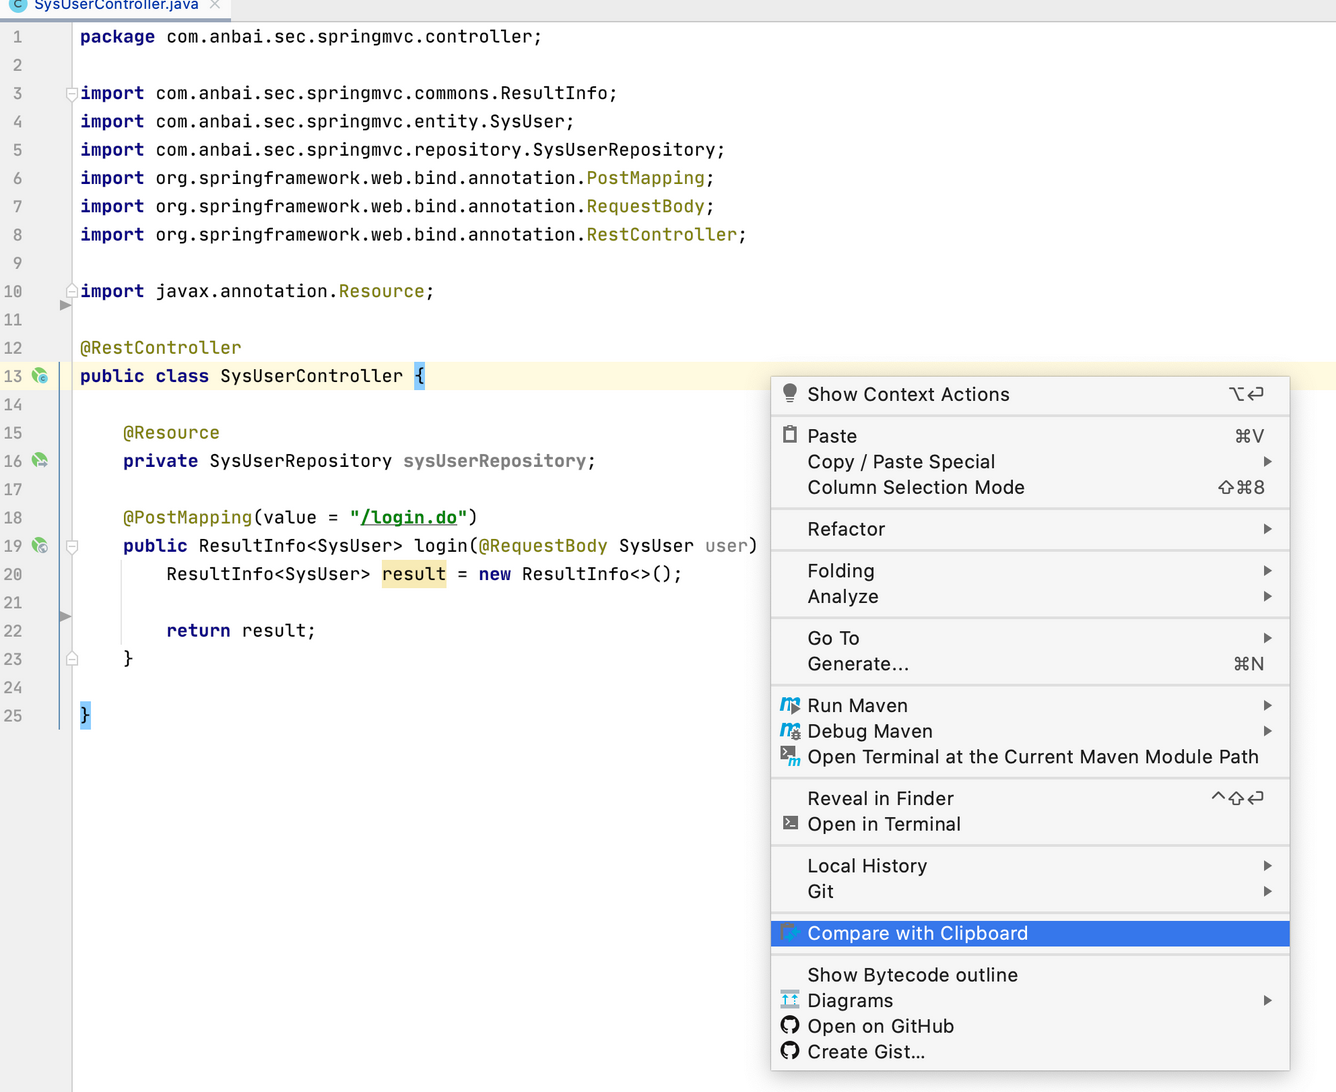 SysUserController.java
1 package com.anbai.sec.springmvc.controller;
2
3 import com.anbai.sec.springmvc.commons.ResultInfo;
4 import com.anbai.sec.springmvc.entity.SysUser;
5 import com.anbai.sec.springmvc.repository.SysUserRepository;
6 import org.springframework.web.bind.annotation.PostMapping;
7 import org.springframework.web.bind.annotation.RequestBody;
8 import org.springframework.web.bind.annotation.RestController;
9
10 import javax.annotation.Resource;
11
12 @RestController
13 public class SysUserController {
14
15 @Resource
16 private SysUserRepository sysUserRepository;
17
18 @PostMapping(value = "/login.do")
19 public ResultInfo<SysUser> login(@RequestBody SysUser user)
20 ResultInfo<SysUser> result = new ResultInfo<>();
21
22 return result;
23 }
24
25 }
Show Context Actions ⌥⏎
Paste ⌘V
Copy / Paste Special
Column Selection Mode ⇧⌘8
Refactor
Folding
Analyze
Go To
Generate... ⌘N
Run Maven
Debug Maven
Open Terminal at the Current Maven Module Path
Reveal in Finder ^⇧⏎
Open in Terminal
Local History
Git
Compare with Clipboard
Show Bytecode outline
Diagrams
Open on GitHub
Create Gist...